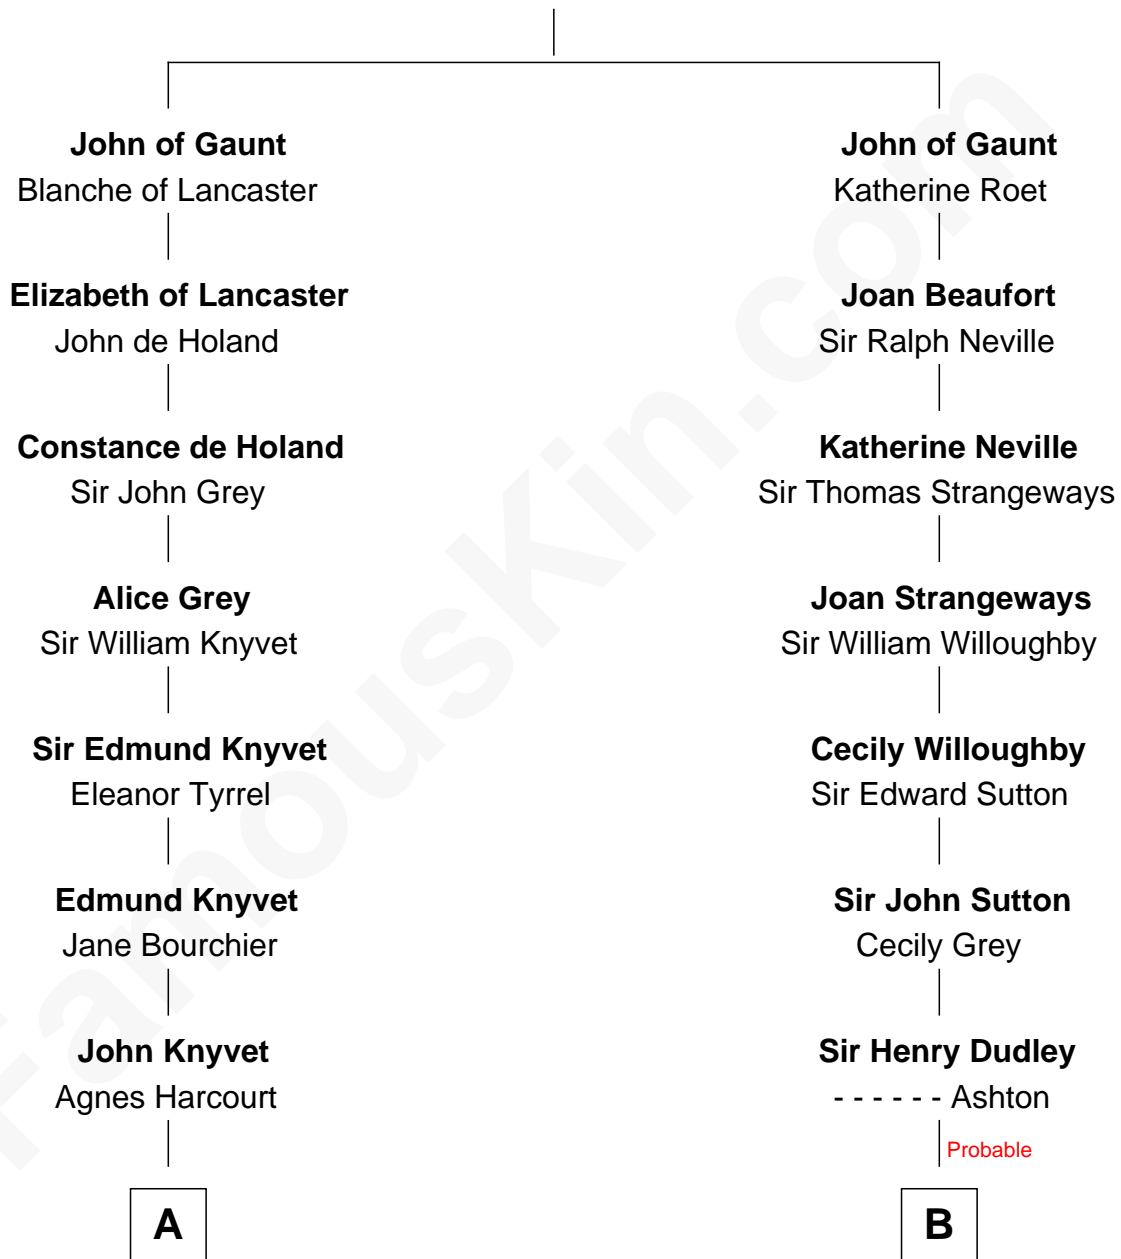 John of Gaunt
Blanche of Lancaster
Elizabeth of Lancaster
John de Holand
Constance de Holand
Sir John Grey
Alice Grey
Sir William Knyvet
Sir Edmund Knyvet
Eleanor Tyrrel
Edmund Knyvet
Jane Bourchier
John Knyvet
Agnes Harcourt
A
John of Gaunt
Katherine Roet
Joan Beaufort
Sir Ralph Neville
Katherine Neville
Sir Thomas Strangeways
Joan Strangeways
Sir William Willoughby
Cecily Willoughby
Sir Edward Sutton
Sir John Sutton
Cecily Grey
Sir Henry Dudley
- - - - - - Ashton
Probable
B
FamousKin.com